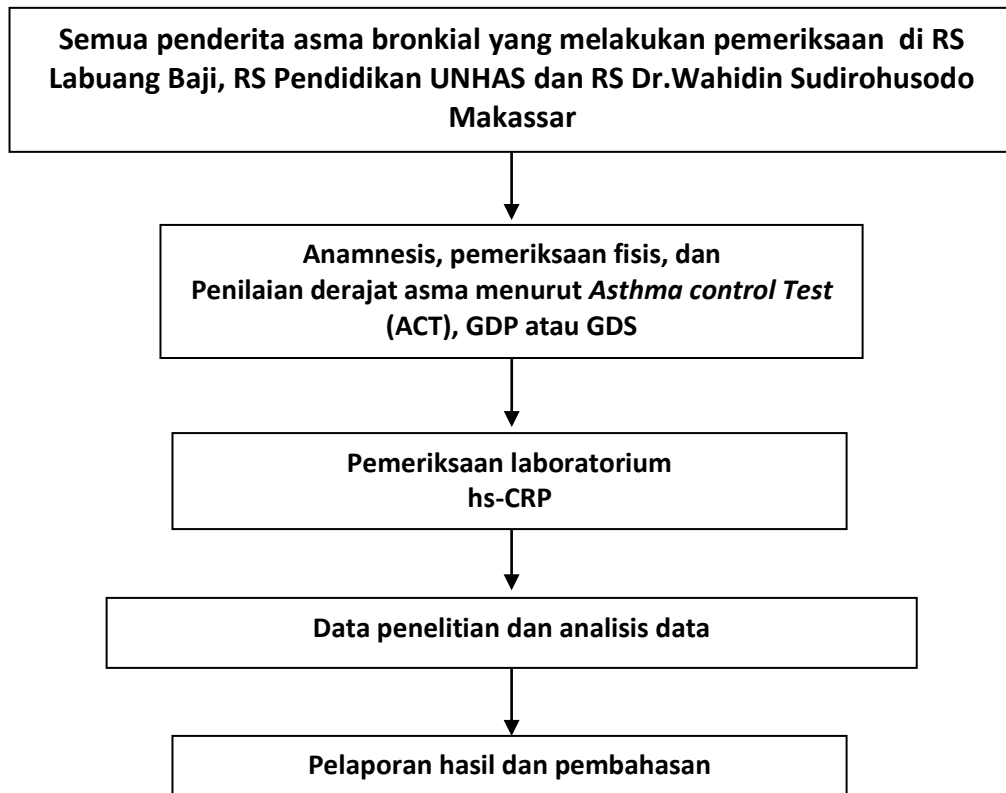 Semua penderita asma bronkial yang melakukan pemeriksaan di RS
Labuang Baji, RS Pendidikan UNHAS dan RS Dr.Wahidin Sudirohusodo
Makassar
Anamnesis, pemeriksaan fisis, dan
Penilaian derajat asma menurut Asthma control Test
(ACT), GDP atau GDS
Pemeriksaan laboratorium
hs-CRP
Data penelitian dan analisis data
Pelaporan hasil dan pembahasan